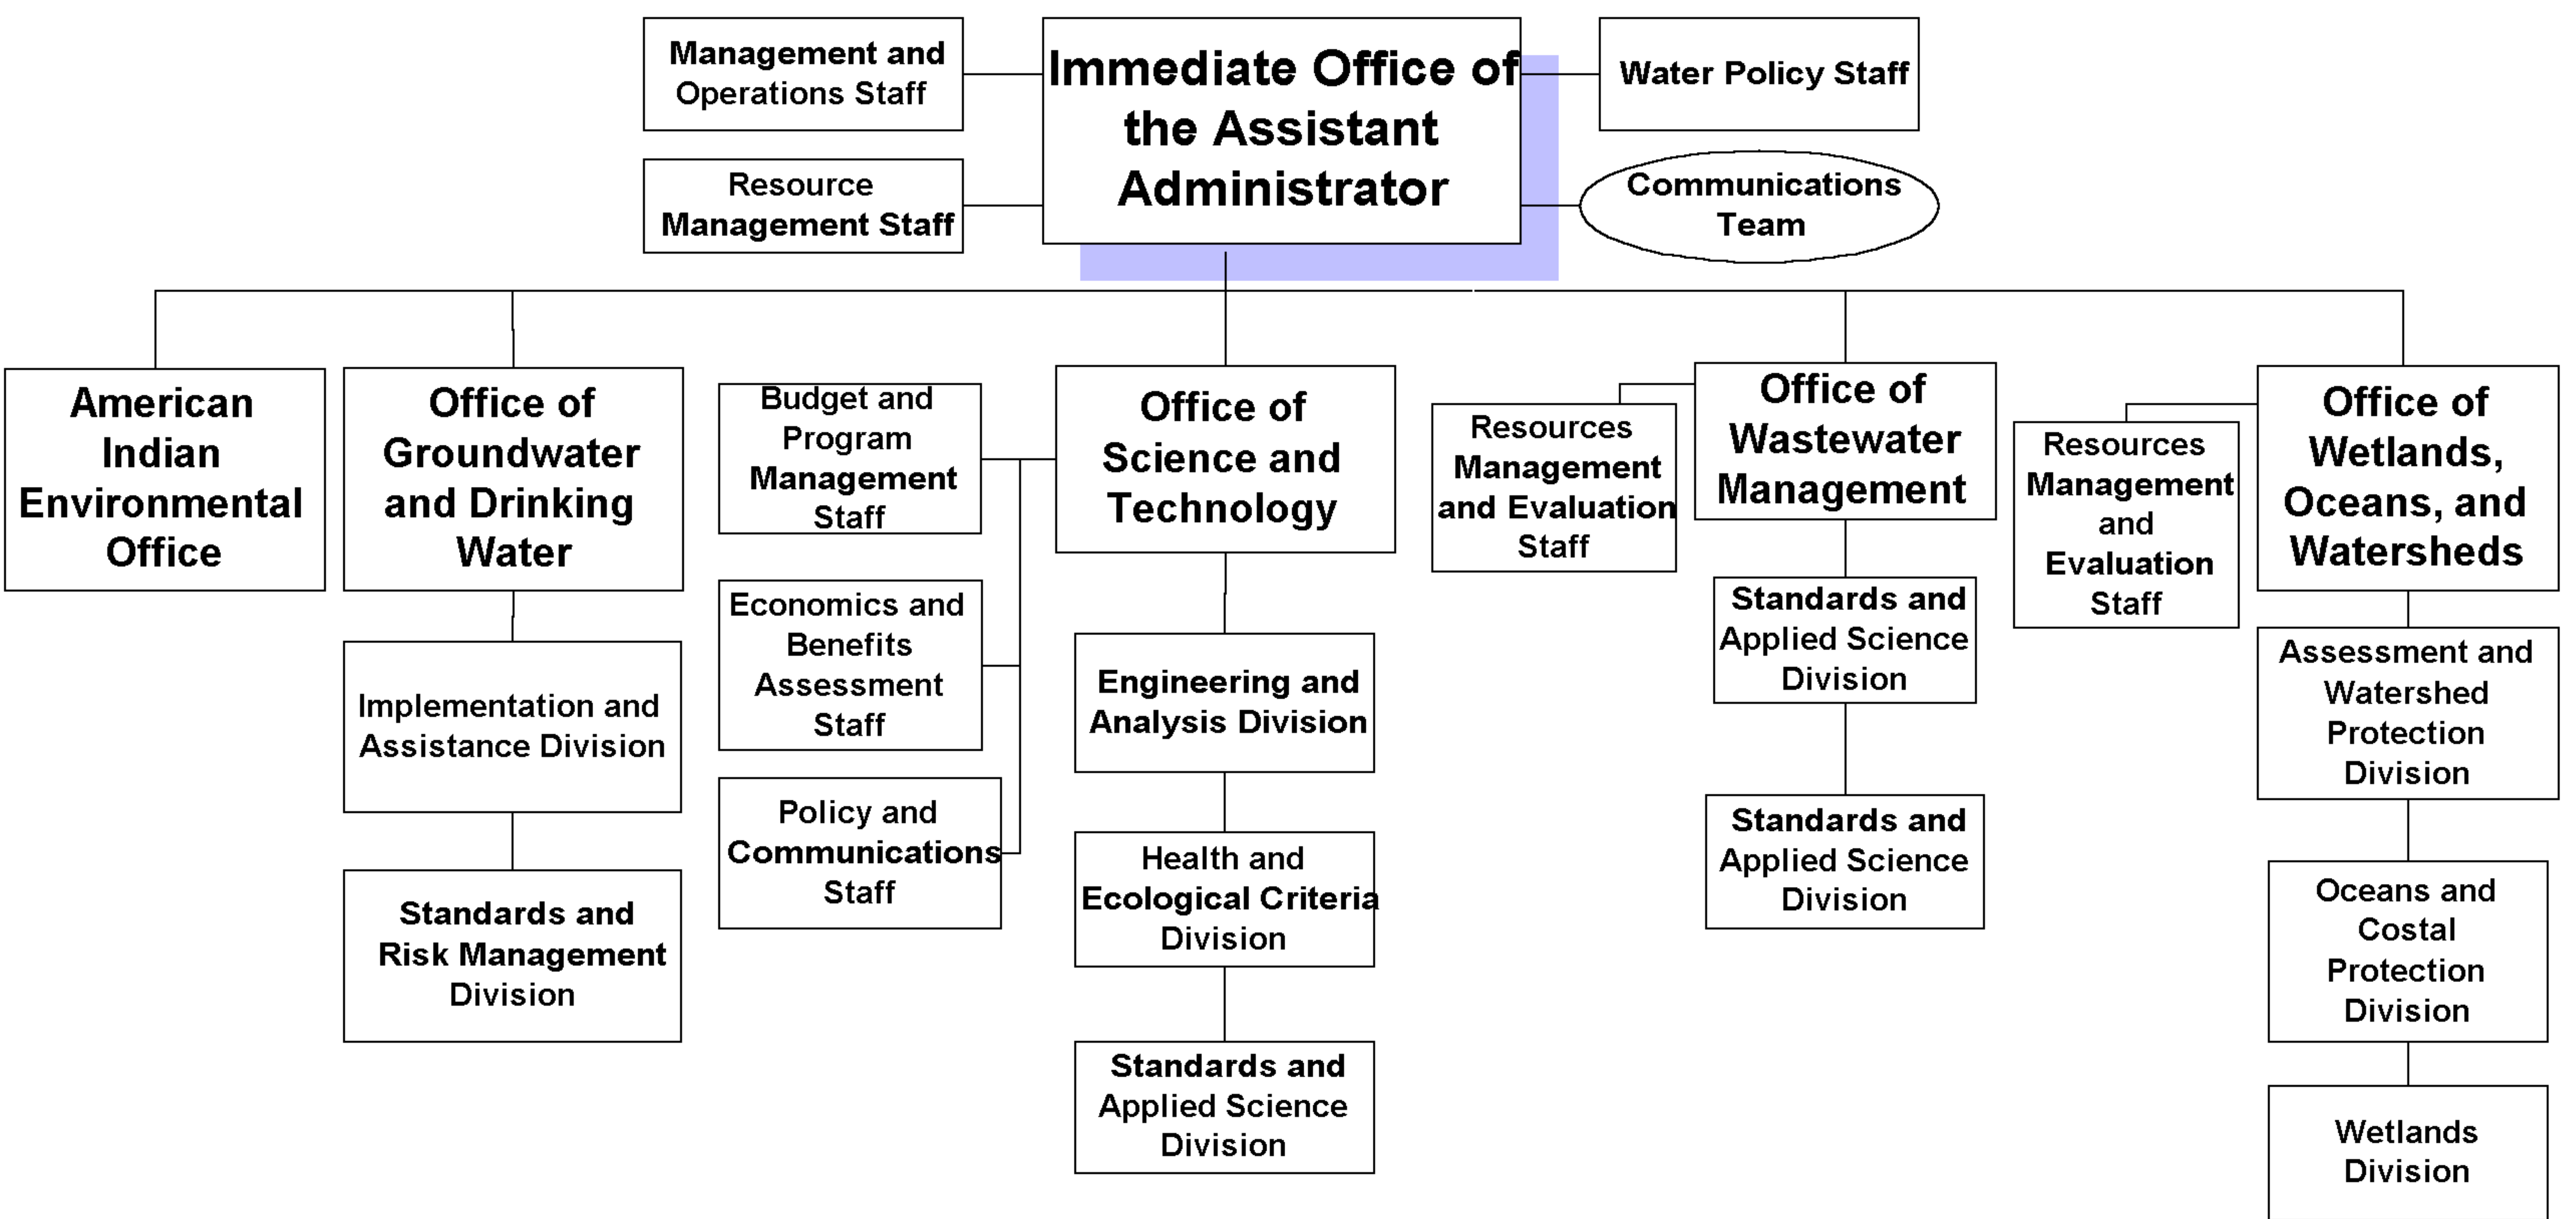 Management and
Operations Staff
Immediate Office of
the Assistant
Administrator
Water Policy Staff
Resource
Management Staff
Communications
Team
American
Indian
Environmental
Office
Office of
Groundwater
and Drinking
Water
Implementation and
Assistance Division
Standards and
Risk Management
Division
Budget and
Program
Management
Staff
Economics and
Benefits
Assessment
Staff
Policy and
Communications
Staff
Office of
Science and
Technology
Engineering and
Analysis Division
Health and
Ecological Criteria
Division
Standards and
Applied Science
Division
Resources
Management
and Evaluation
Staff
Office of
Wastewater
Management
Standards and
Applied Science
Division
Standards and
Applied Science
Division
Resources
Management
and
Evaluation
Staff
Office of
Wetlands,
Oceans, and
Watersheds
Assessment and
Watershed
Protection
Division
Oceans and
Costal
Protection
Division
Wetlands
Division